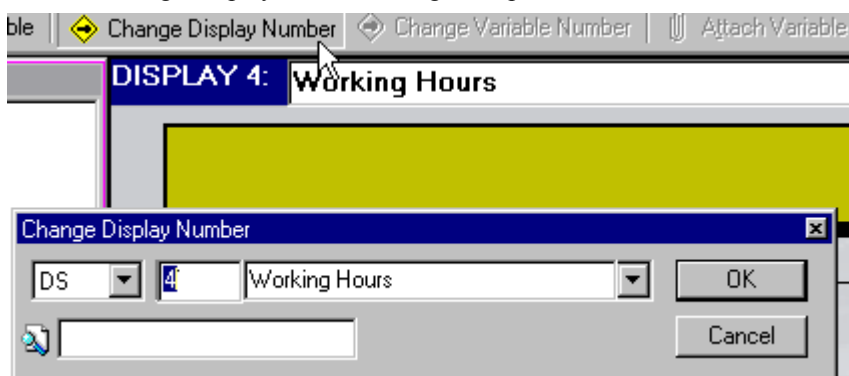 ble Change Display Number Change Variable Number Attach Variable
DISPLAY 4: Working Hours
Change Display Number
DS 4 Working Hours OK
Cancel